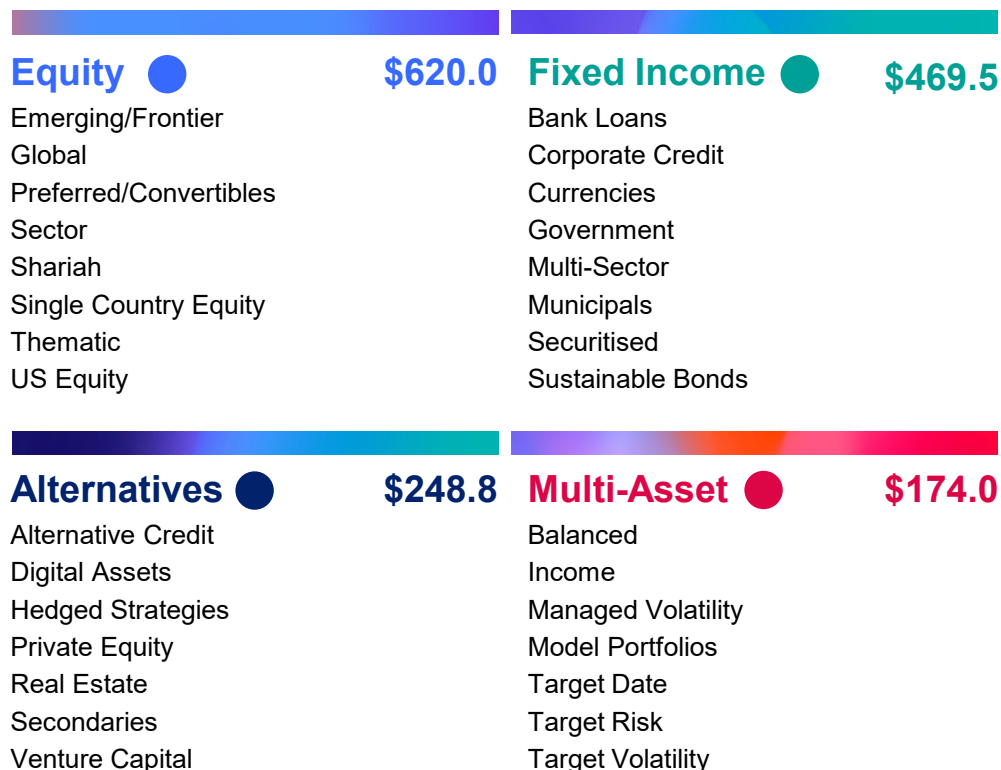 Equity $620.0
Emerging/Frontier
Global
Preferred/Convertibles
Sector
Shariah
Single Country Equity
Thematic
US Equity
Fixed Income $469.5
Bank Loans
Corporate Credit
Currencies
Government
Multi-Sector
Municipals
Securitised
Sustainable Bonds
Alternatives $248.8
Alternative Credit
Digital Assets
Hedged Strategies
Private Equity
Real Estate
Secondaries
Venture Capital
Multi-Asset $174.0
Balanced
Income
Managed Volatility
Model Portfolios
Target Date
Target Risk
Target Volatility